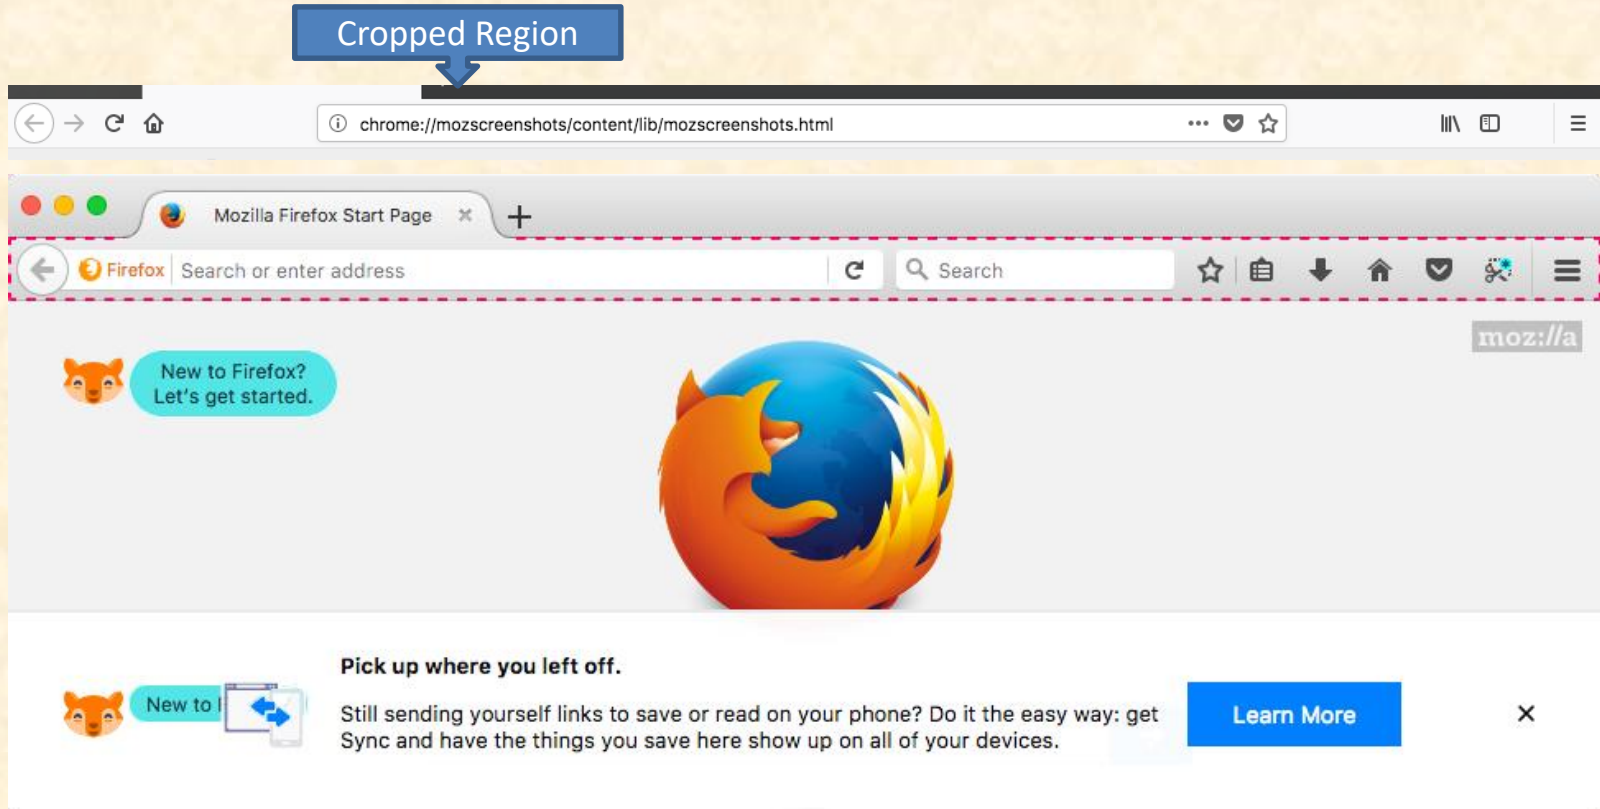 Cropped Region
chrome://mozscreenshots/content/lib/mozscreenshots.html
Mozilla Firefox Start Page
Firefox Search or enter address
Search
moz://a
New to Firefox?
Let's get started.
Pick up where you left off.
New to
Still sending yourself links to save or read on your phone? Do it the easy way: get
Sync and have the things you save here show up on all of your devices.
Learn More